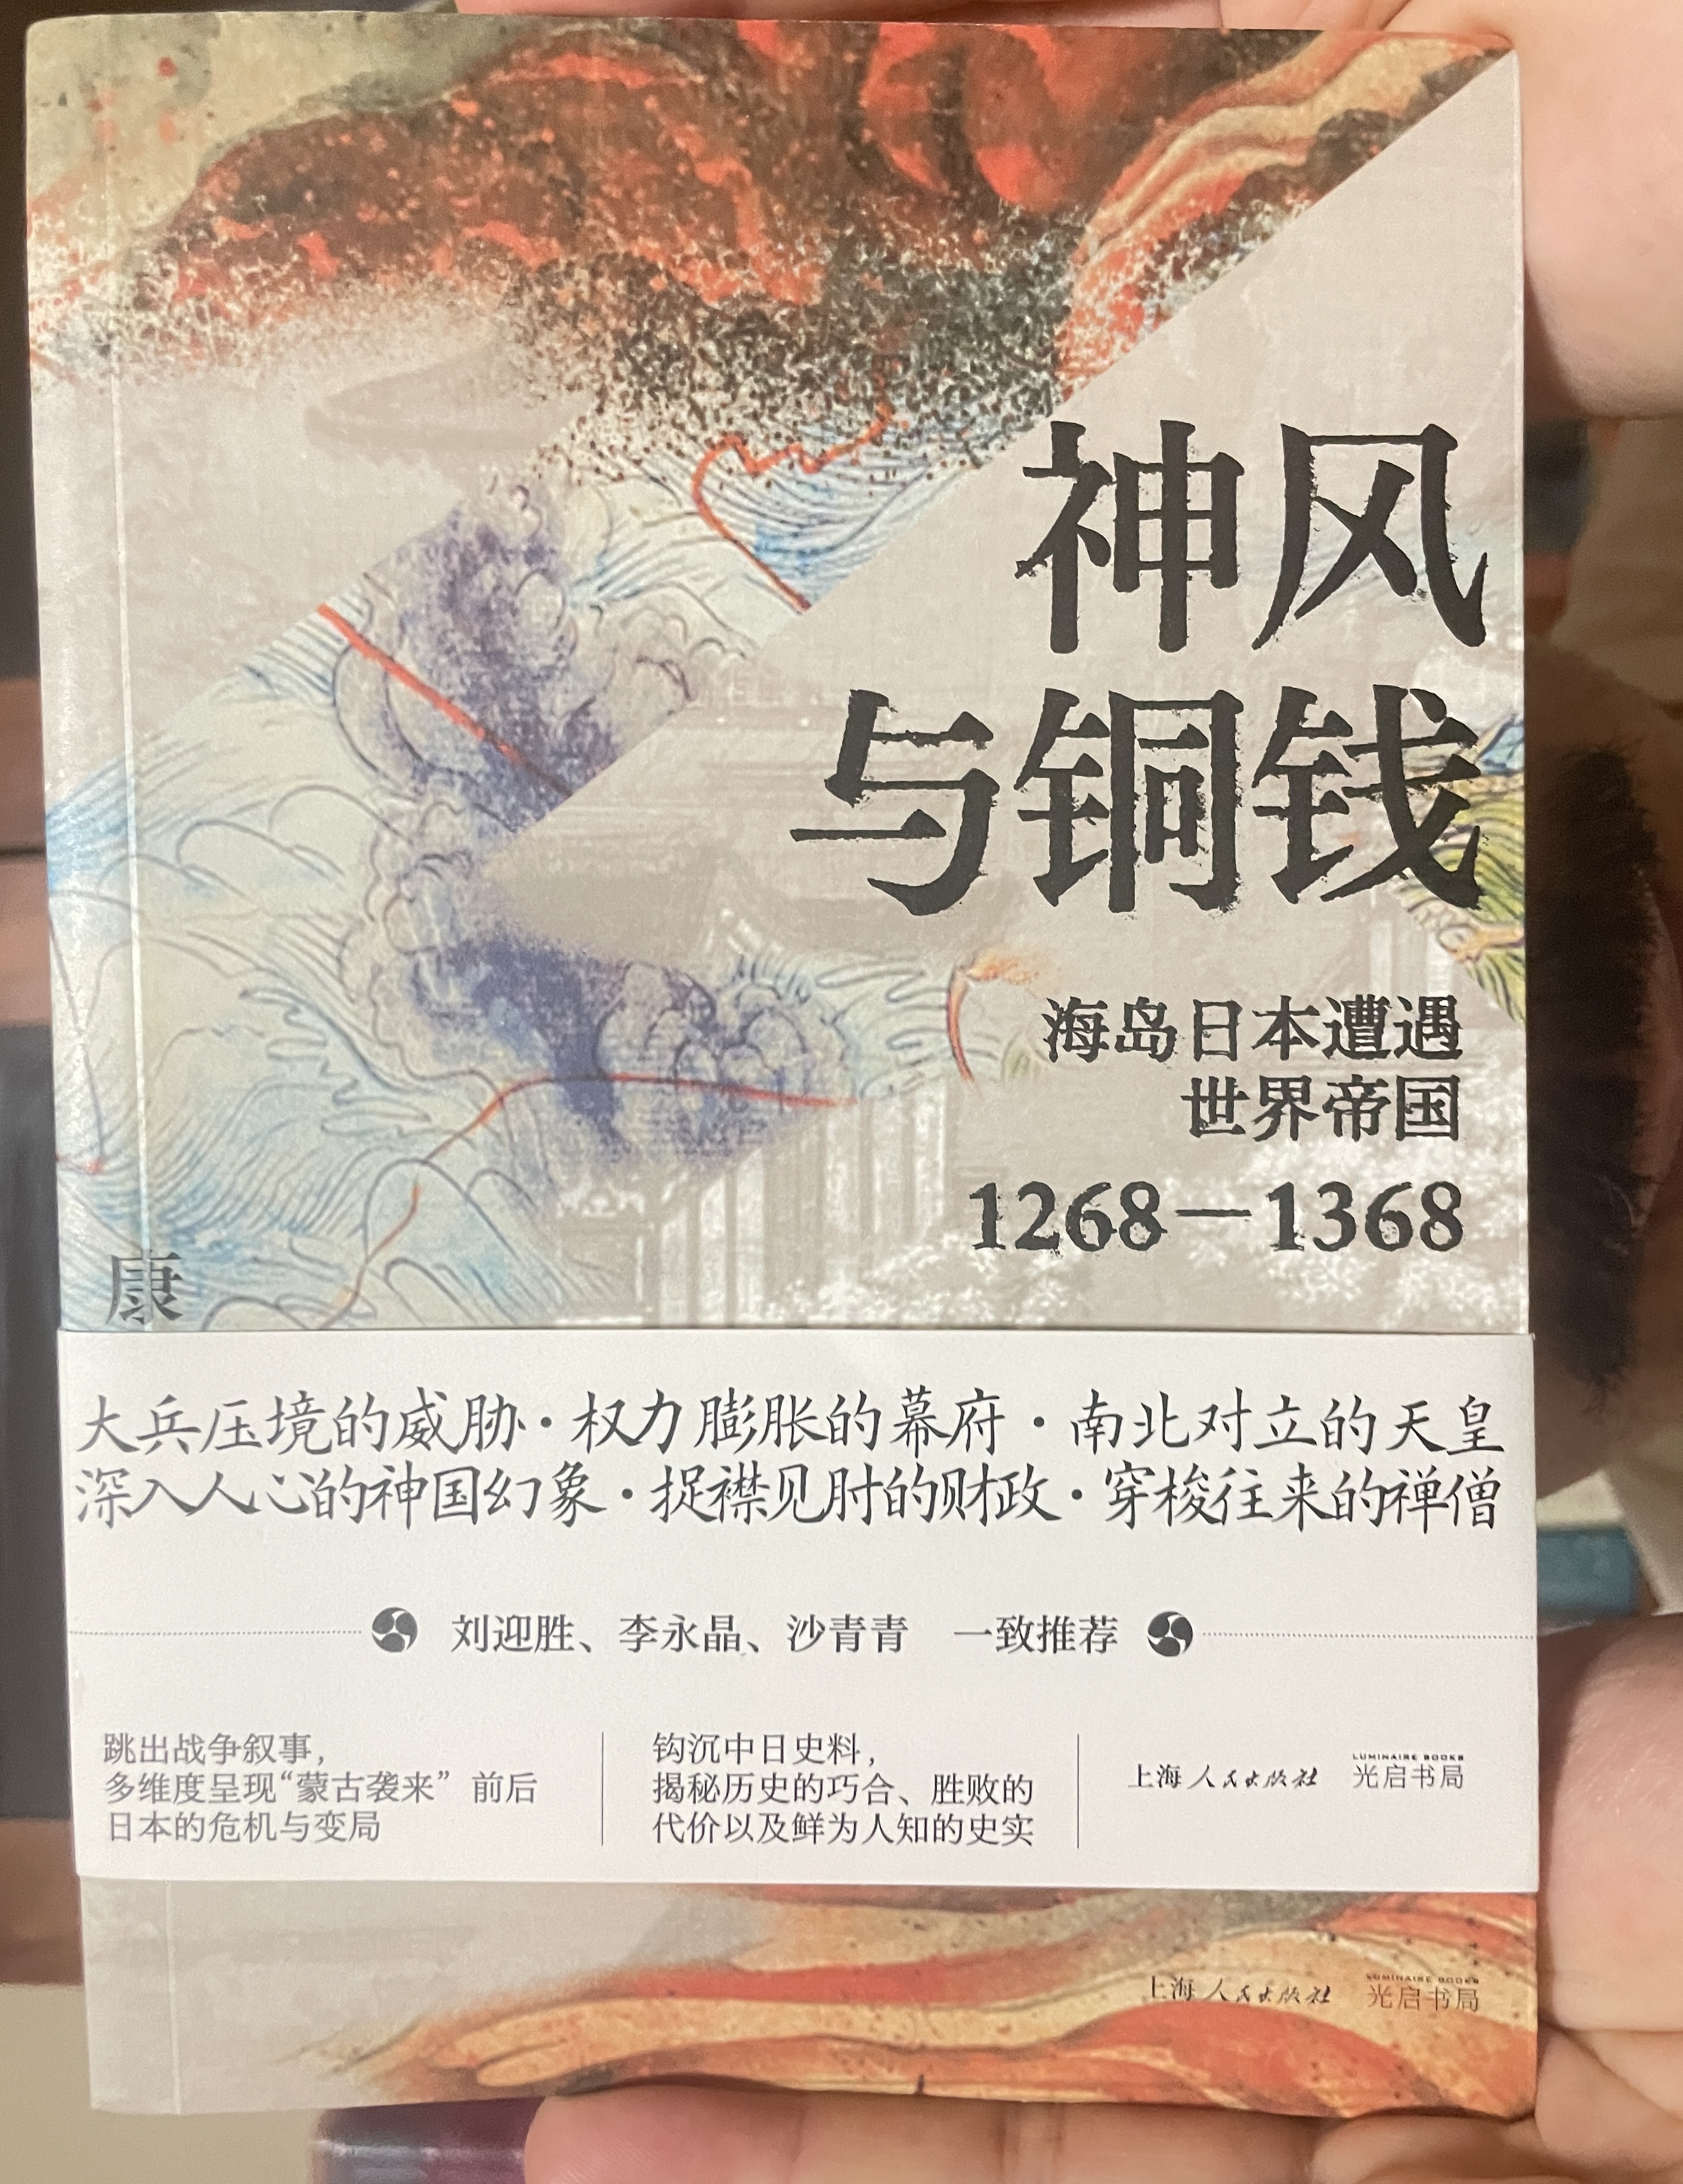 神风
与铜钱
海岛日本遭遇
世界帝国
1268—1368
康
大兵压境的威胁·权力膨胀的幕府·南北对立的天皇
深入人心的神国幻象·捉襟见肘的财政·穿梭往来的禅僧
刘迎胜、李永晶、沙青青 一致推荐
跳出战争叙事，
多维度呈现“蒙古袭来”前后
日本的危机与变局
钩沉中日史料，
揭秘历史的巧合、胜败的
代价以及鲜为人知的史实
上海人民出版社
LUMINAIRE BOOKS
光启书局
上海人民出版社
LUMINAIRE BOOKS
光启书局